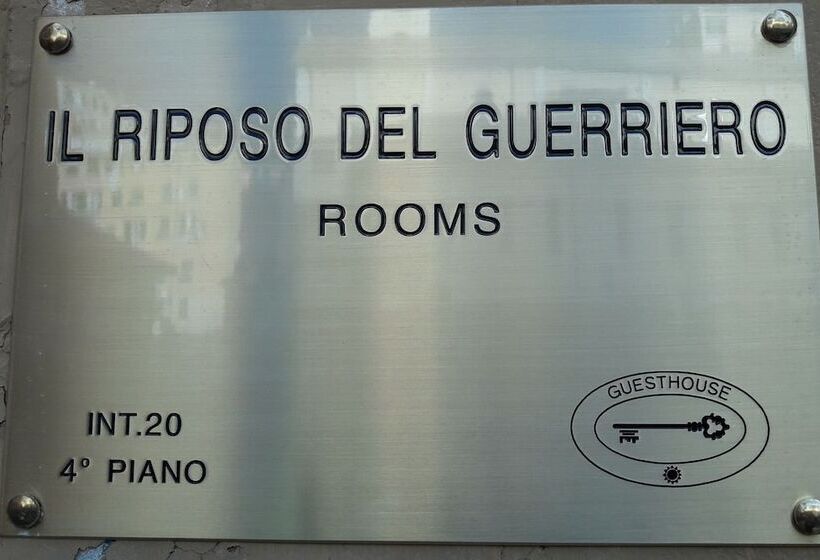 IL RIPOSO DEL GUERRIERO
ROOMS
INT.20
4° PIANO
GUESTHOUSE